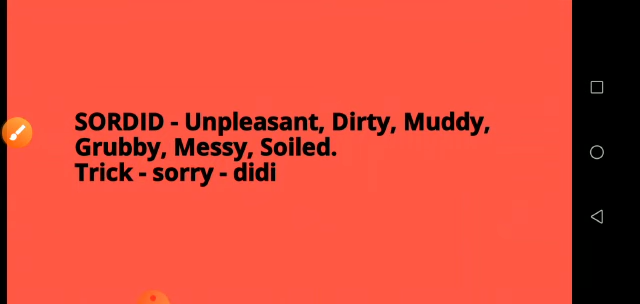 SORDID - Unpleasant, Dirty, Muddy,
Grubby, Messy, Soiled.
Trick - sorry - didi